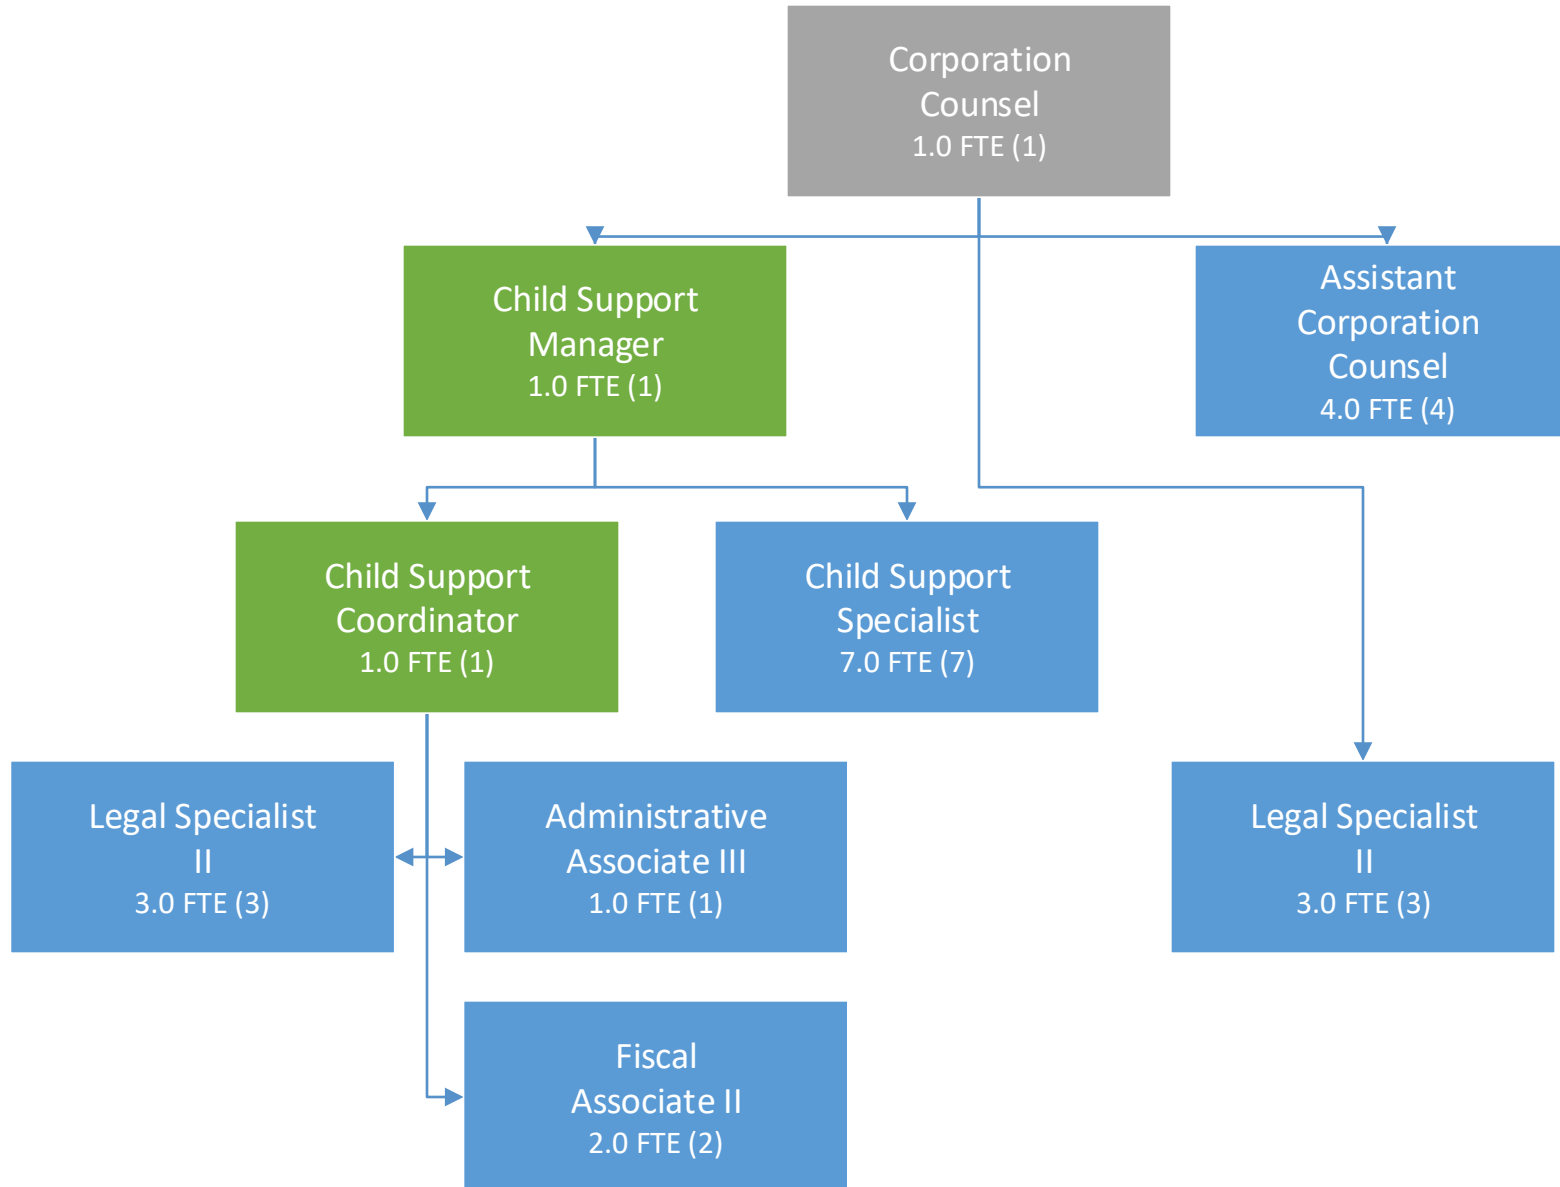 Corporation
Counsel
1.0 FTE (1)
Child Support
Manager
1.0 FTE (1)
Assistant
Corporation
Counsel
4.0 FTE (4)
Child Support
Coordinator
1.0 FTE (1)
Child Support
Specialist
7.0 FTE (7)
Legal Specialist
II
3.0 FTE (3)
Administrative
Associate III
1.0 FTE (1)
Legal Specialist
II
3.0 FTE (3)
Fiscal
Associate II
2.0 FTE (2)